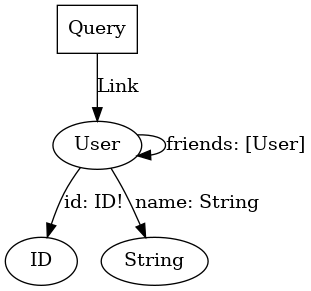 Query
Link
User
friends: [User]
id: ID!
name: String
ID
String